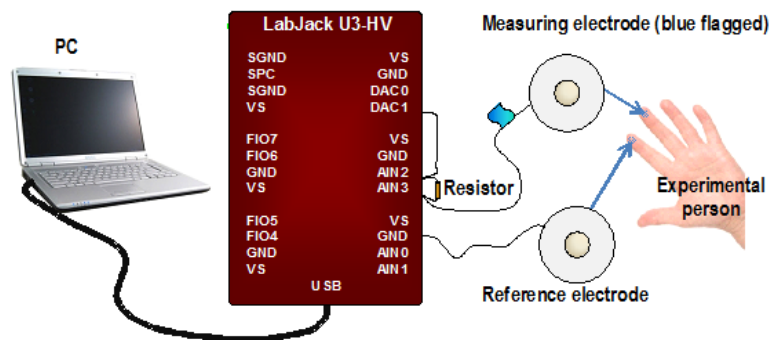 PC
LabJack U3-HV
SGND VS
SPC GND
SGND DAC0
VS DAC1
FIO7 VS
FIO6 GND
GND AIN2
VS AIN3
FIO5 VS
FIO4 GND
GND AIN0
VS AIN1
USB
Resistor
Measuring electrode (blue flagged)
Experimental
person
Reference electrode